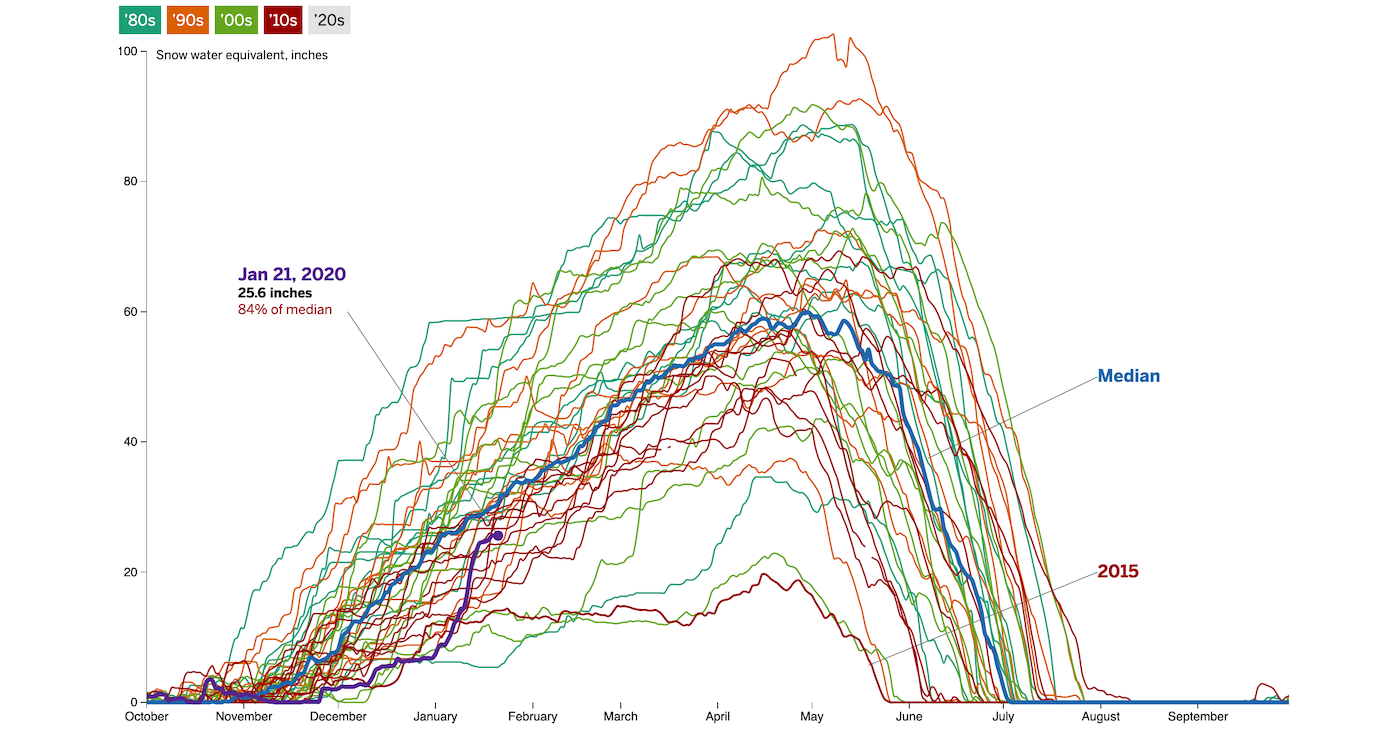 '80s '90s '00s '10s '20s
100
Snow water equivalent, inches
80
Jan 21, 2020
25.6 inches
84% of median
60
Median
40
2015
20
0
October November December January February March April May June July August September